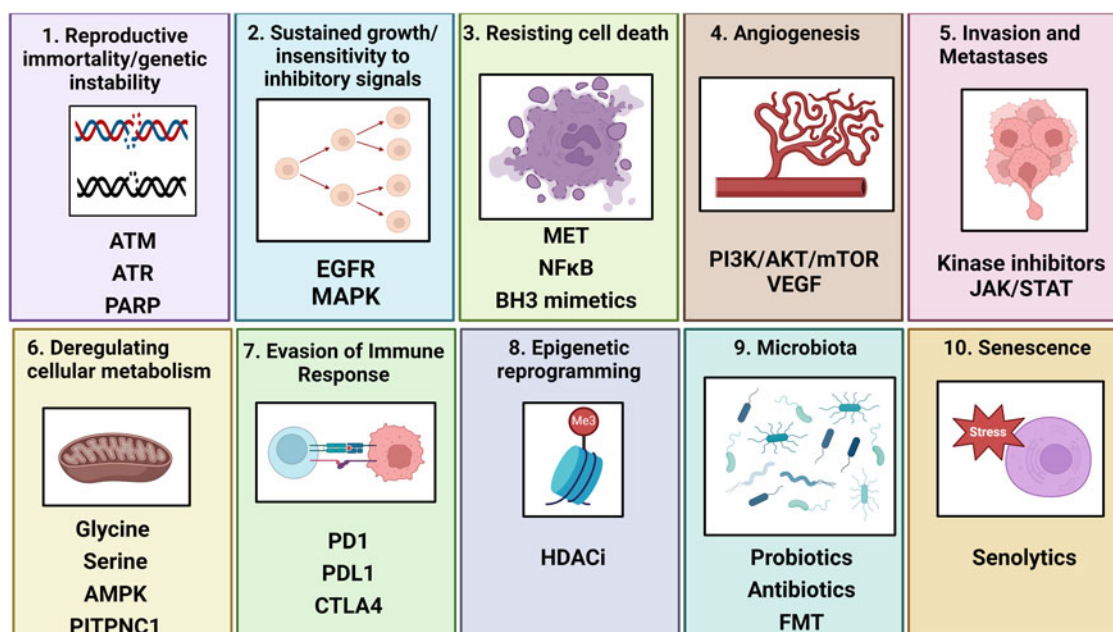 1. Reproductive
immortality/genetic
instability
ATM
ATR
PARP
2. Sustained growth/
insensitivity to
inhibitory signals
EGFR
MAPK
3. Resisting cell death
MET
NFκB
BH3 mimetics
4. Angiogenesis
PI3K/AKT/mTOR
VEGF
5. Invasion and
Metastases
Kinase inhibitors
JAK/STAT
6. Deregulating
cellular metabolism
Glycine
Serine
AMPK
PITPNC1
7. Evasion of Immune
Response
PD1
PDL1
CTLA4
8. Epigenetic
reprogramming
Me3
HDACi
9. Microbiota
Probiotics
Antibiotics
FMT
10. Senescence
Stress
Senolytics